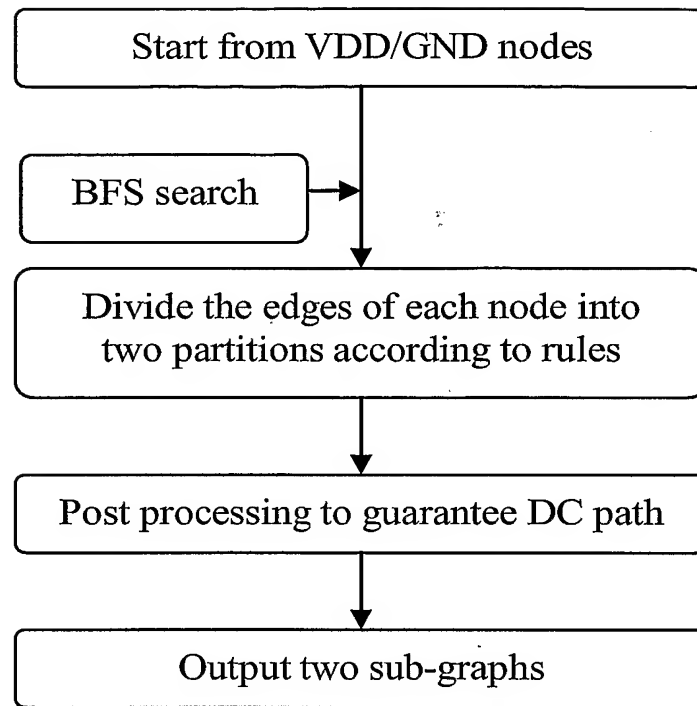 Start from VDD/GND nodes
BFS search
Divide the edges of each node into
two partitions according to rules
Post processing to guarantee DC path
Output two sub-graphs